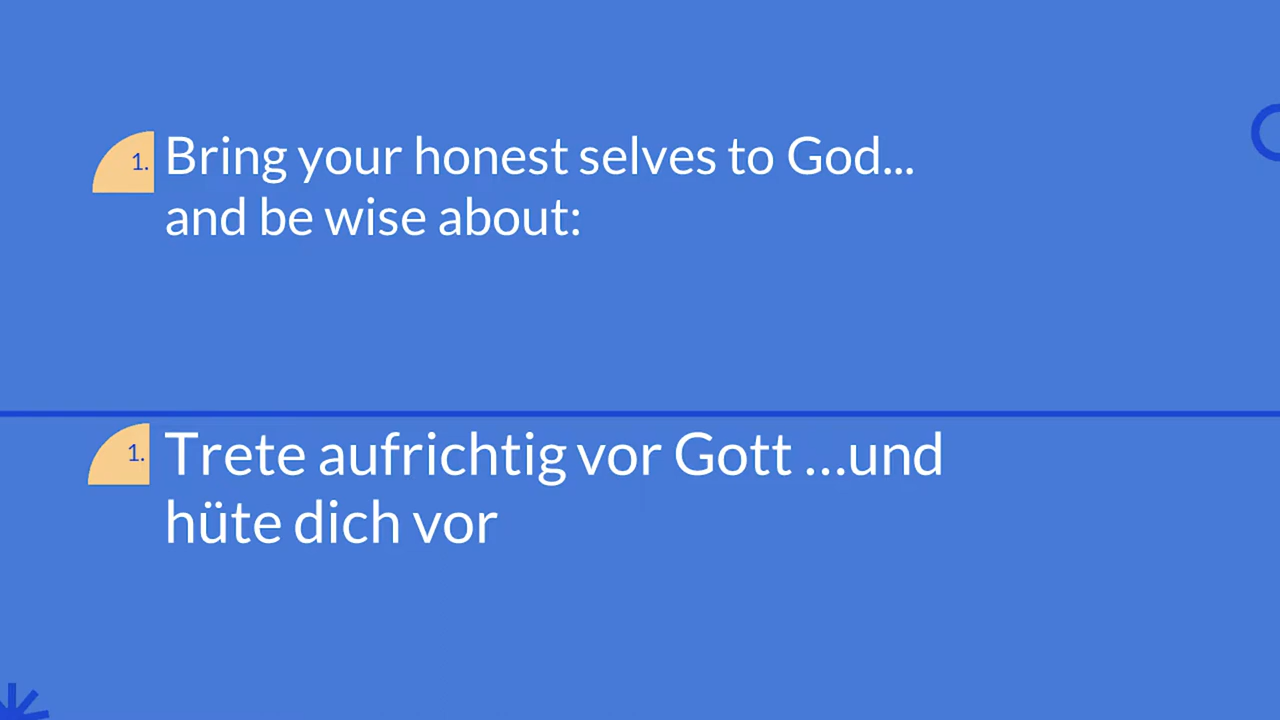 1. Bring your honest selves to God...
and be wise about:
1. Trete aufrichtig vor Gott ...und
hüte dich vor